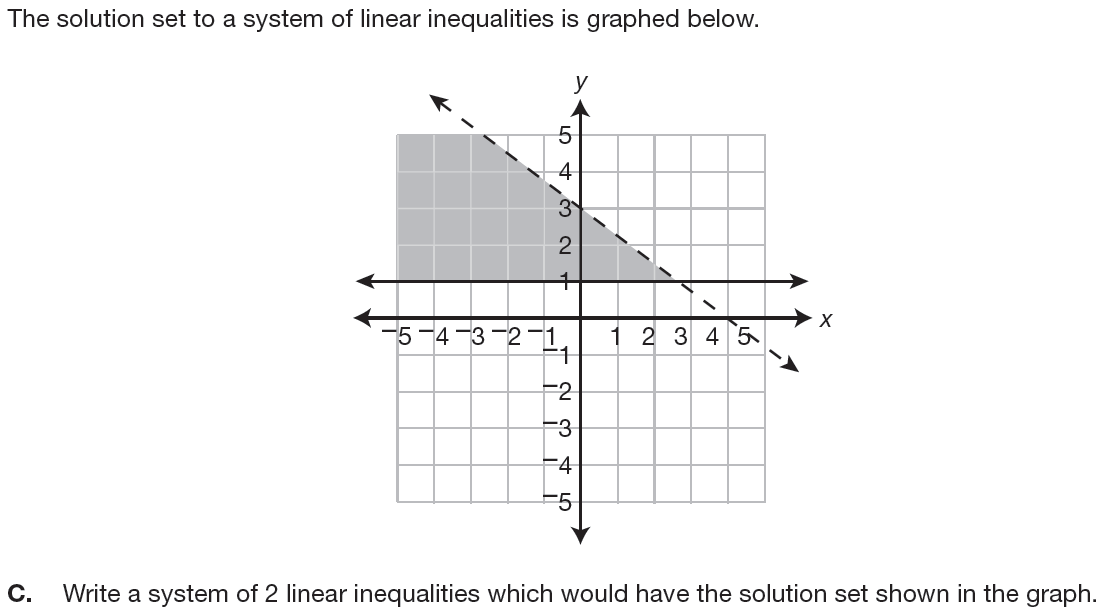 The solution set to a system of linear inequalities is graphed below.
y
5
4
3
2
1
x
−5 −4 −3 −2 −1 1 2 3 4 5
−1
−2
−3
−4
−5
C. Write a system of 2 linear inequalities which would have the solution set shown in the graph.